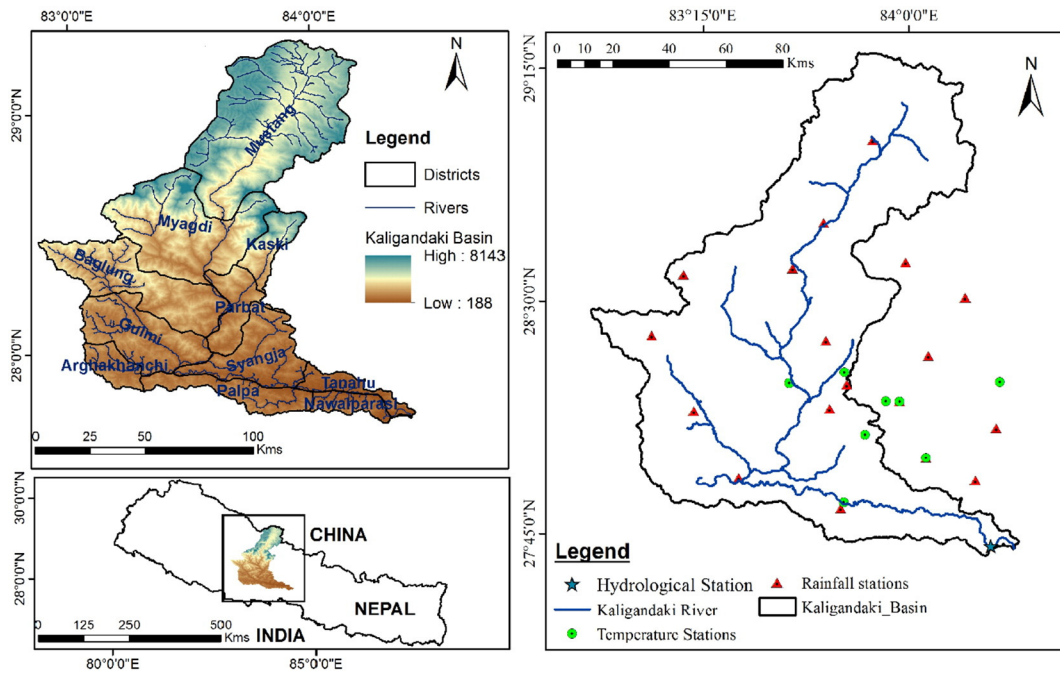 83°0'0"E
84°0'0"E
N
29°0'0"N
28°0'0"N
Mustang
Myagdi
Kaski
Baglung
Parbat
Gulmi
Syangja
Arghakhanchi
Palpa
Tanahu
Nawalparasi
Legend
Districts
Rivers
Kaligandaki Basin
High : 8143
Low : 188
0 25 50 100
Kms
30°0'0"N
28°0'0"N
CHINA
NEPAL
INDIA
0 125 250 500
Kms
80°0'0"E
85°0'0"E
83°15'0"E
84°0'0"E
0 10 20 40 60 80
Kms
N
29°15'0"N
28°30'0"N
27°45'0"N
Legend
Hydrological Station
Rainfall stations
Kaligandaki River
Kaligandaki_Basin
Temperature Stations